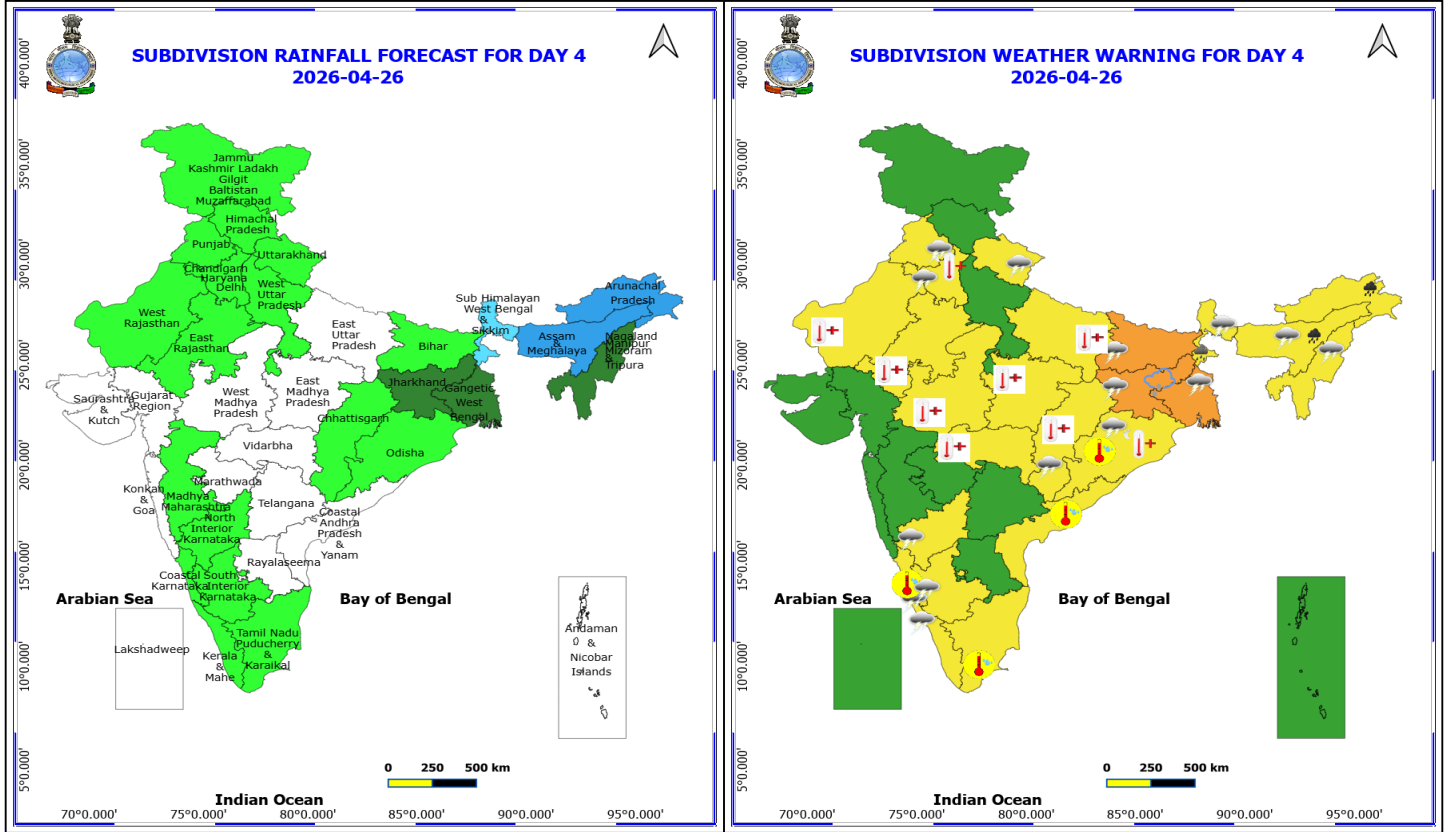 SUBDIVISION RAINFALL FORECAST FOR DAY 4
2026-04-26
40°0.000'
35°0.000'
30°0.000'
25°0.000'
20°0.000'
15°0.000'
10°0.000'
5°0.000'
Jammu
Kashmir Ladakh
Gilgit
Baltistan
Muzaffarabad
Himachal
Pradesh
Punjab
Uttarakhand
Chandigarh
Haryana
Delhi
West
Uttar
Pradesh
West
Rajasthan
East
Rajasthan
East
Uttar
Pradesh
Bihar
Sub Himalayan
West Bengal
&
Sikkim
Arunachal
Pradesh
Assam
&
Meghalaya
Nagaland
Manipur
Mizoram
&
Tripura
Jharkhand
Gangetic
West
Bengal
Saurashtra
&
Kutch
Gujarat
Region
West
Madhya
Pradesh
East
Madhya
Pradesh
Chhattisgarh
Odisha
Vidarbha
Marathwada
Konkan
&
Goa
Madhya
Maharashtra
Telangana
North
Interior
Karnataka
Coastal
Andhra
Pradesh
&
Yanam
Rayalaseema
Coastal
Karnataka
South
Interior
Karnataka
Tamil Nadu
Puducherry
&
Karaikal
Kerala
&
Mahe
Arabian Sea
Bay of Bengal
Lakshadweep
Andaman
&
Nicobar
Islands
0 250 500 km
Indian Ocean
70°0.000' 75°0.000' 80°0.000' 85°0.000' 90°0.000' 95°0.000'
SUBDIVISION WEATHER WARNING FOR DAY 4
2026-04-26
40°0.000'
35°0.000'
30°0.000'
25°0.000'
20°0.000'
15°0.000'
10°0.000'
5°0.000'
Arabian Sea
Bay of Bengal
0 250 500 km
Indian Ocean
70°0.000' 75°0.000' 80°0.000' 85°0.000' 90°0.000' 95°0.000'